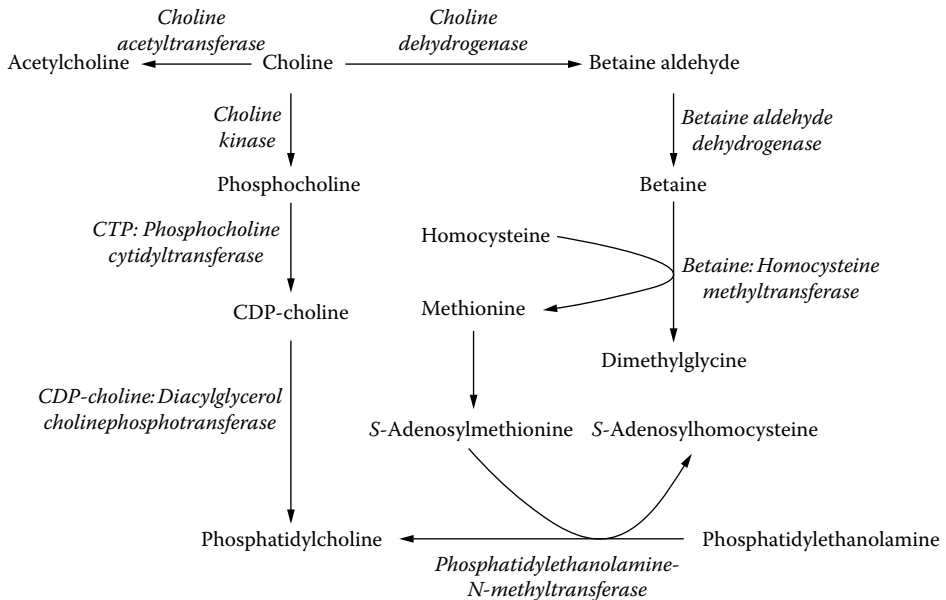 Choline
acetyltransferase
Choline
dehydrogenase
Acetylcholine
Choline
Betaine aldehyde
Choline
kinase
Betaine aldehyde
dehydrogenase
Phosphocholine
Betaine
CTP: Phosphocholine
cytidyltransferase
Homocysteine
Betaine: Homocysteine
methyltransferase
CDP-choline
Methionine
Dimethylglycine
CDP-choline: Diacylglycerol
cholinephosphotransferase
S-Adenosylmethionine
S-Adenosylhomocysteine
Phosphatidylcholine
Phosphatidylethanolamine
Phosphatidylethanolamine-
N-methyltransferase